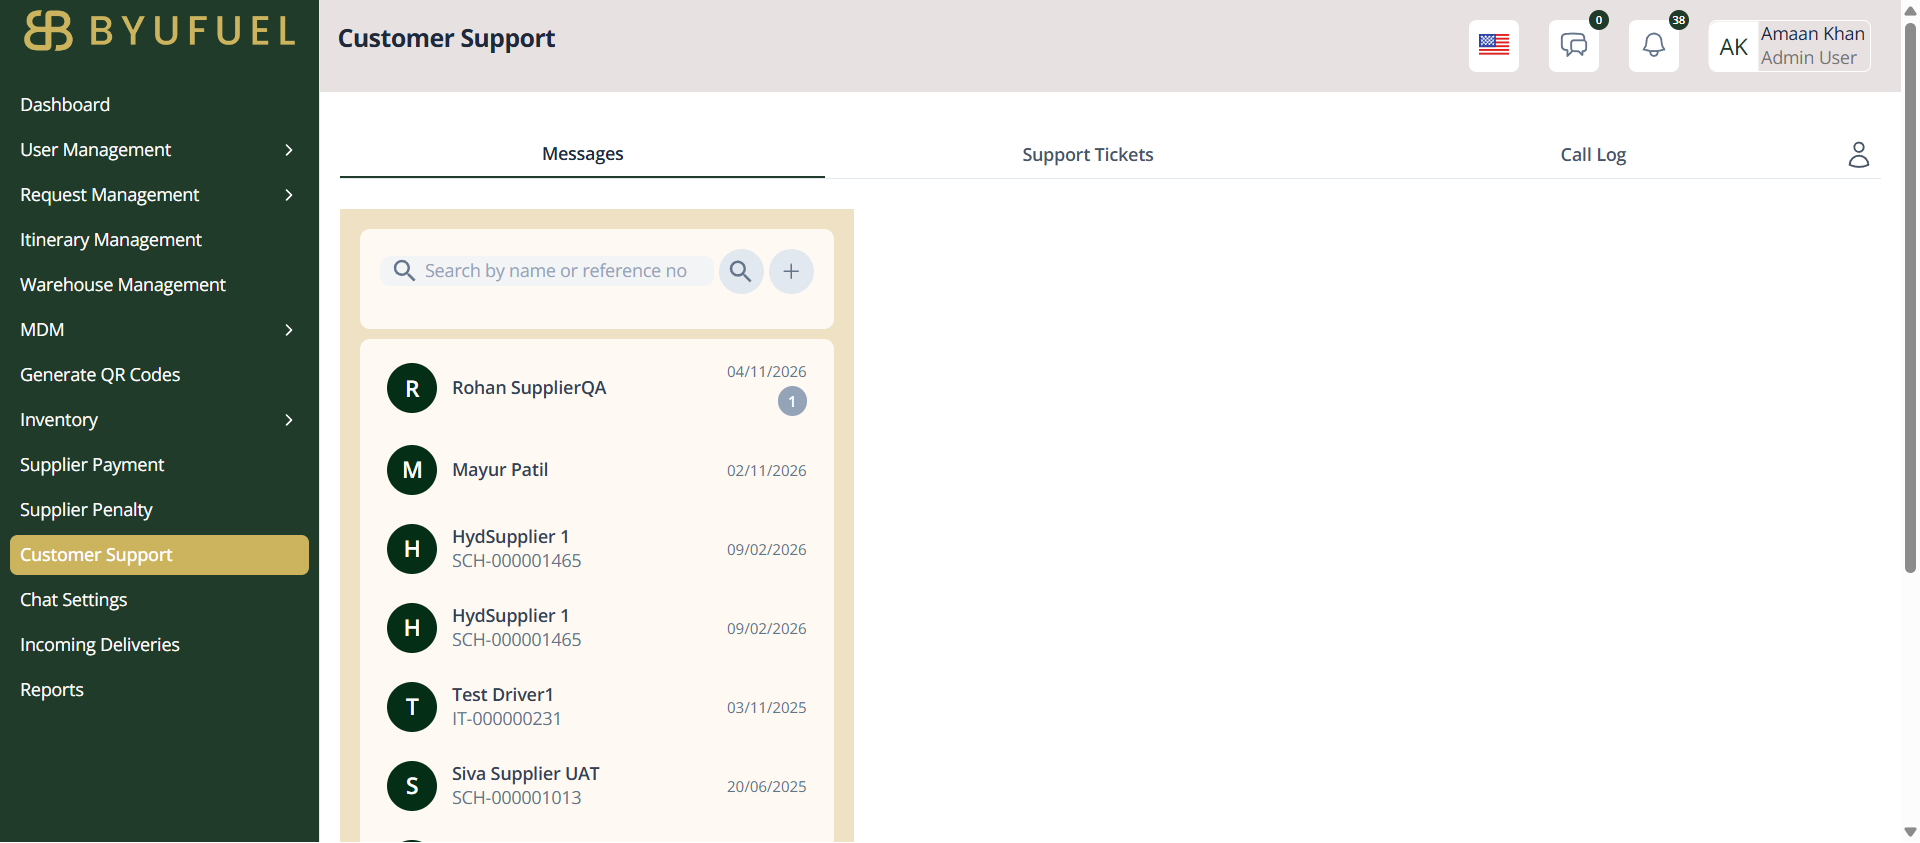 BYUFUEL
Dashboard
User Management
Request Management
Itinerary Management
Warehouse Management
MDM
Generate QR Codes
Inventory
Supplier Payment
Supplier Penalty
Customer Support
Chat Settings
Incoming Deliveries
Reports
Customer Support
0
38
AK
Amaan Khan
Admin User
Messages
Support Tickets
Call Log
Search by name or reference no
R
Rohan SupplierQA
04/11/2026
1
M
Mayur Patil
02/11/2026
H
HydSupplier 1
SCH-000001465
09/02/2026
H
HydSupplier 1
SCH-000001465
09/02/2026
T
Test Driver1
IT-000000231
03/11/2025
S
Siva Supplier UAT
SCH-000001013
20/06/2025